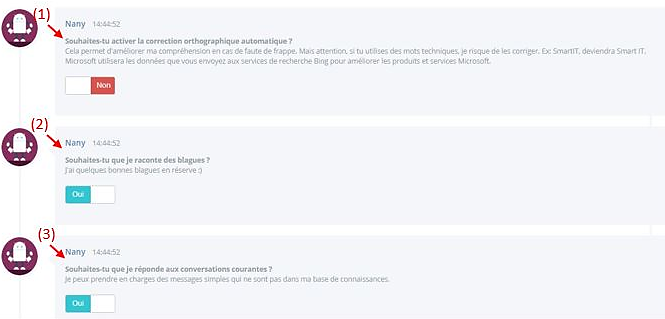 (1)
Nany 14:44:52
Souhaites-tu activer la correction orthographique automatique ?
Cela permet d'améliorer ma compréhension en cas de faute de frappe. Mais attention, si tu utilises des mots techniques, je risque de les corriger. Ex: SmartIT, deviendra Smart IT.
Microsoft utilisera les données que vous envoyez aux services de recherche Bing pour améliorer les produits et services Microsoft.
Non
(2)
Nany 14:44:52
Souhaites-tu que je raconte des blagues ?
J'ai quelques bonnes blagues en réserve :)
Oui
(3)
Nany 14:44:52
Souhaites-tu que je réponde aux conversations courantes ?
Je peux prendre en charges des messages simples qui ne sont pas dans ma base de connaissances.
Oui